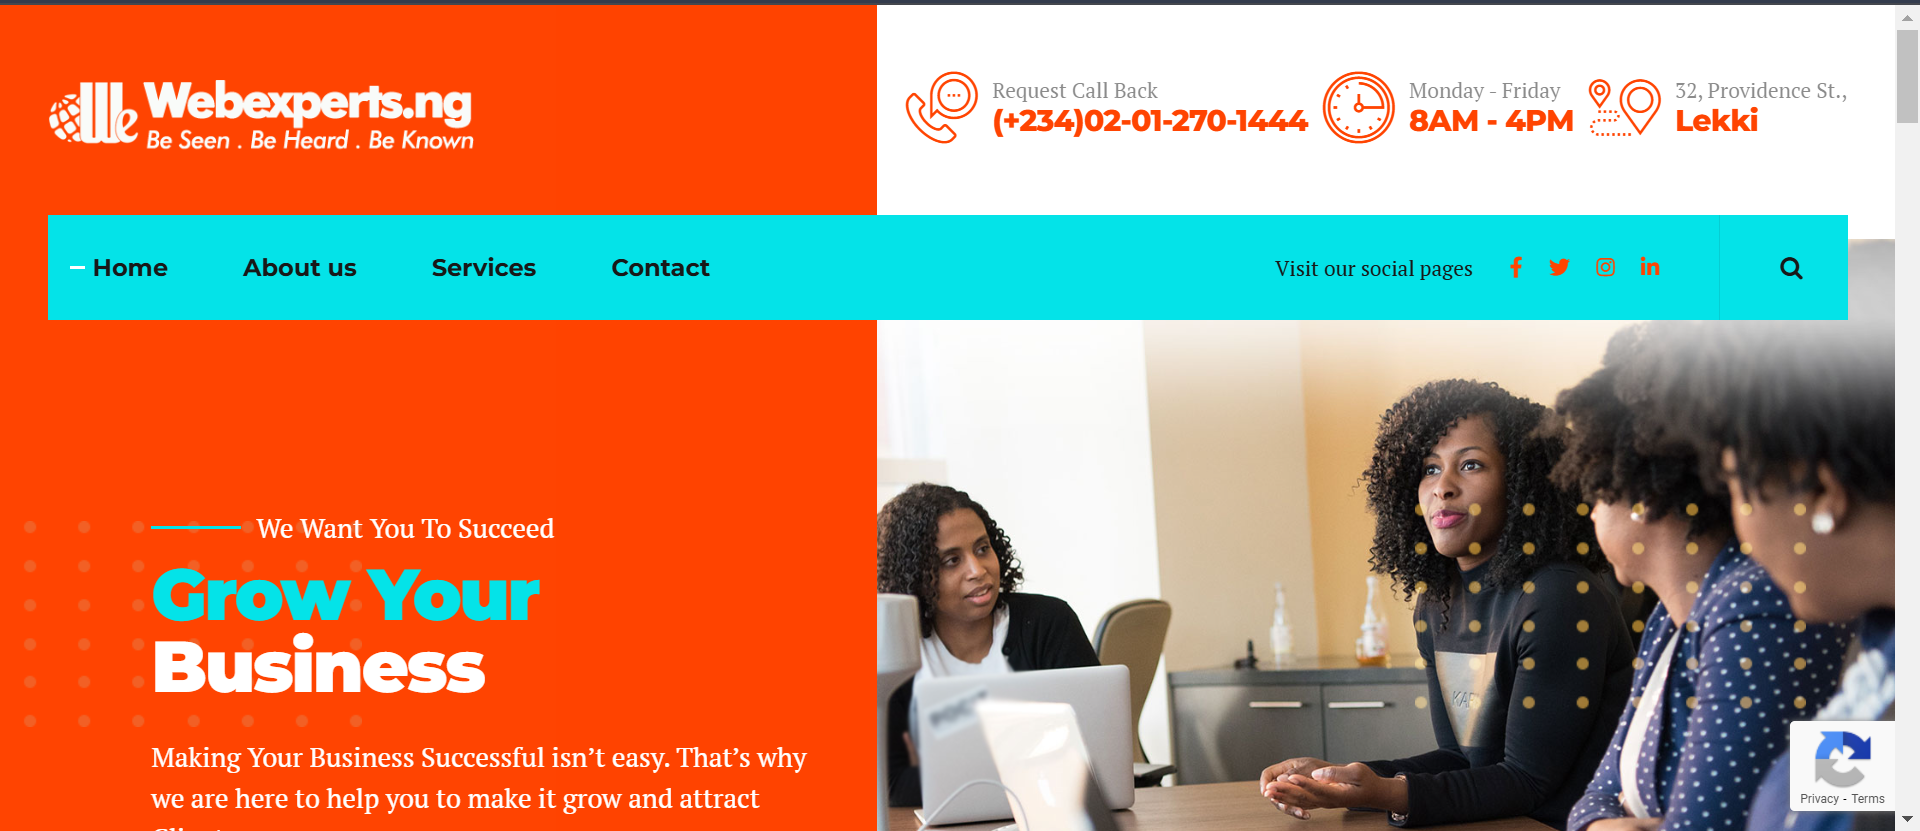 Webexperts.ng
Be Seen . Be Heard . Be Known
Request Call Back
(+234)02-01-270-1444
Monday - Friday
8AM - 4PM
32, Providence St.,
Lekki
Home
About us
Services
Contact
Visit our social pages
We Want You To Succeed
Grow Your
Business
Making Your Business Successful isn’t easy. That’s why
we are here to help you to make it grow and attract
Privacy - Terms